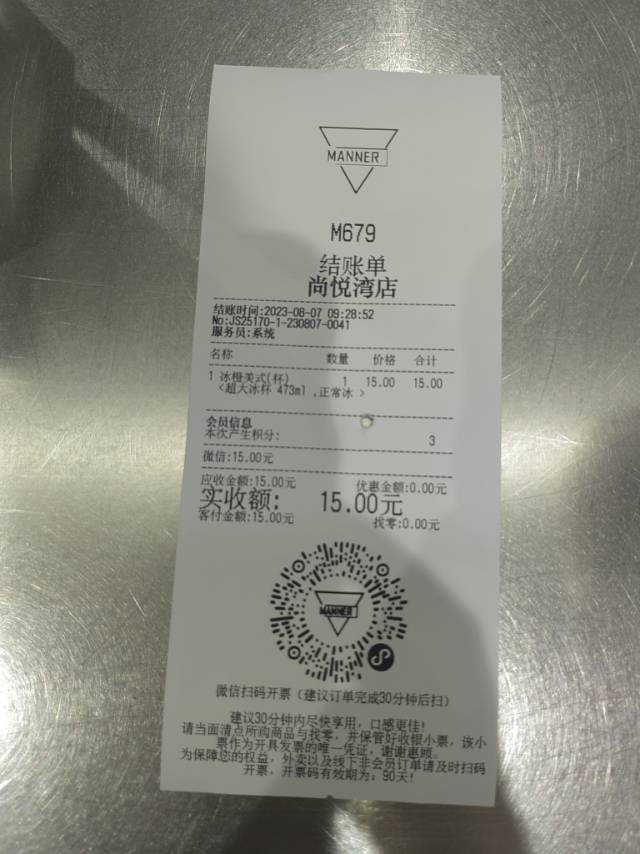 MANNER
M679
结账单
尚悦湾店
结账时间:2023-08-07 09:28:52
No:JS25170-1-230807-0041
服务员:系统
名称 数量 价格 合计
1 冰橙美式(杯) 1 15.00 15.00
<超大冰杯 473ml ,正常冰 >
会员信息
本次产生积分: 3
微信:15.00元
应收金额:15.00元 优惠金额:0.00元
实收额: 15.00元
客付金额:15.00元 找零:0.00元
MANNER
微信扫码开票（建议订单完成30分钟后扫）
建议30分钟内尽快享用，口感更佳!
请当面清点所购商品与找零，并保管好收银小票，该小
票作为开具发票的唯一凭证，谢谢惠顾。
为保障您的权益，外卖以及线下非会员订单请及时扫码
开票，开票码有效期为：90天!